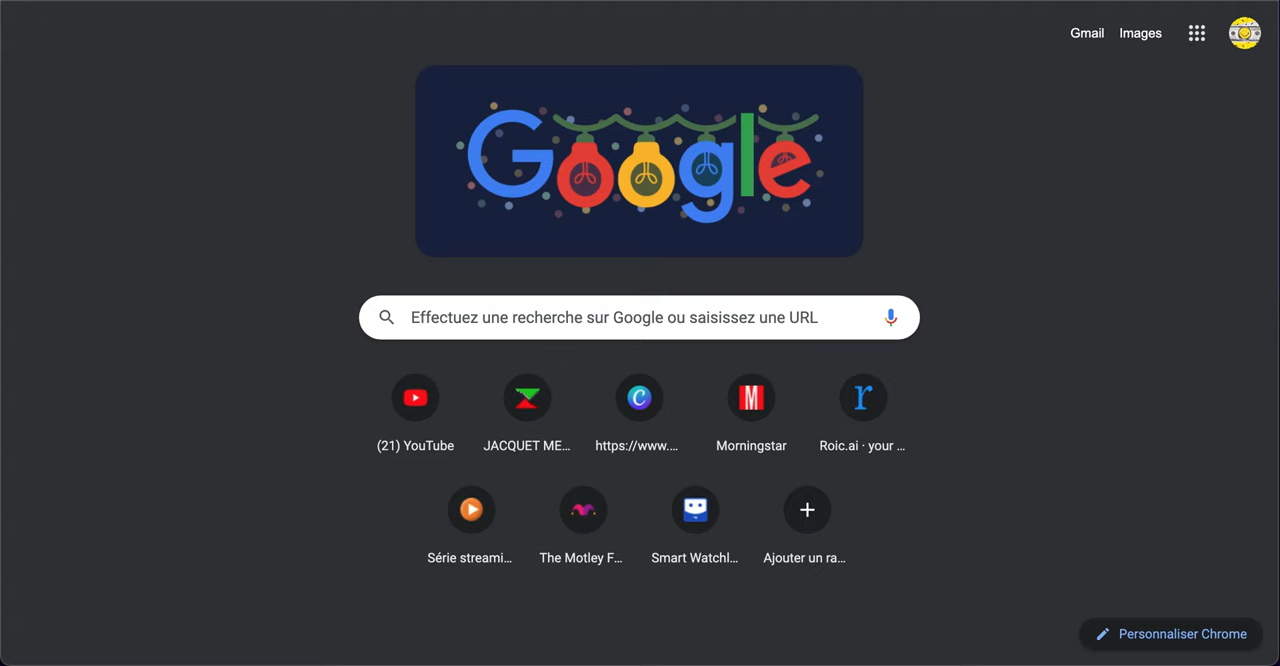 Gmail Images
Google
Effectuez une recherche sur Google ou saisissez une URL
(21) YouTube JACQUET ME... https://www.... Morningstar Roic.ai · your ...
Série streami... The Motley F... Smart Watchl... Ajouter un ra...
Personnaliser Chrome